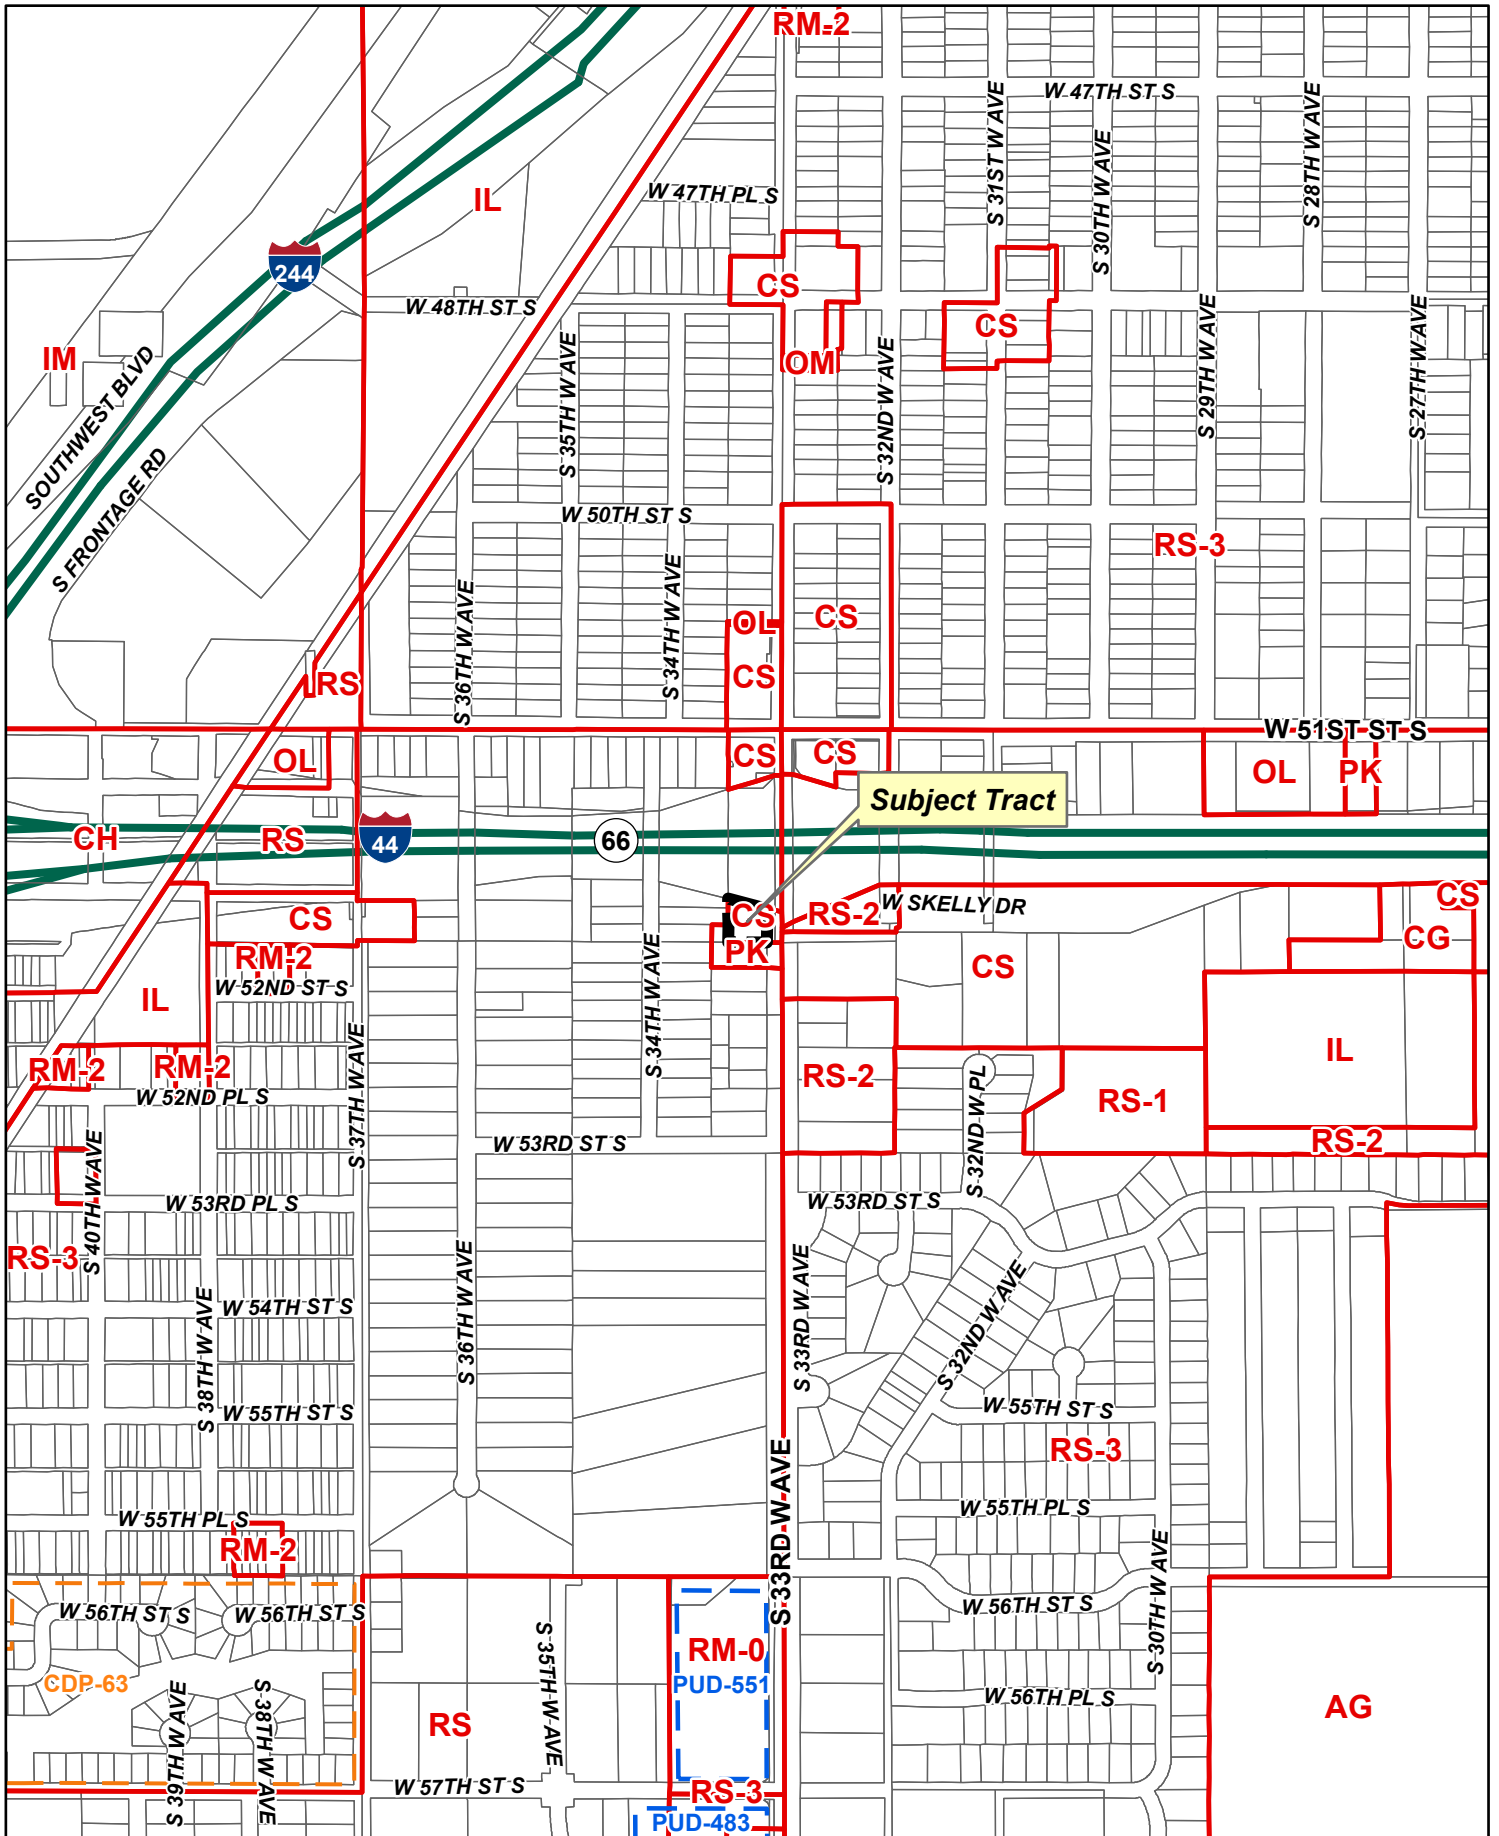 RM-2
W 47TH ST S
S 31ST W AVE
S 30TH W AVE
S 28TH W AVE
W 47TH PL S
IL
244
CS
W 48TH ST S
CS
S 29TH W AVE
S 27TH W AVE
IM
SOUTHWEST BLVD
S 35TH W AVE
OM
S 32ND W AVE
S FRONTAGE RD
W 50TH ST S
RS-3
S 36TH W AVE
S 34TH W AVE
OL
CS
CS
RS
W 51ST ST S
OL
CS
CS
OL
PK
Subject Tract
CH
RS
44
66
CS
CS
RS-2
W SKELLY DR
CS
CG
RM-2
PK
CS
W 52ND ST S
IL
S 34TH W AVE
S 37TH W AVE
IL
RM-2
RM-2
RS-2
S 32ND W PL
RS-1
W 52ND PL S
W 53RD ST S
RS-2
S 40TH W AVE
W 53RD PL S
W 53RD ST S
RS-3
S 36TH W AVE
S 33RD W AVE
S 32ND W AVE
W 54TH ST S
S 38TH W AVE
W 55TH ST S
W 55TH ST S
RS-3
S 33RD W AVE
W 55TH PL S
W 55TH PL S
RM-2
S 30TH W AVE
W 56TH ST S
W 56TH ST S
W 56TH ST S
RM-0
CDP-63
PUD-551
S 35TH W AVE
W 56TH PL S
AG
RS
S 39TH W AVE
S 38TH W AVE
W 57TH ST S
RS-3
PUD-483